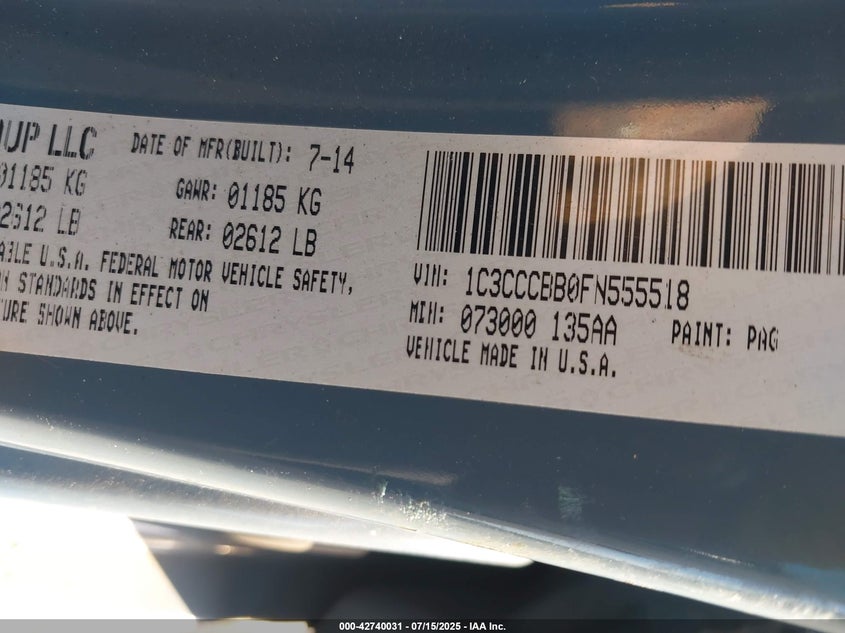 OUP LLC
DATE OF MFR(BUILT): 7-14
01185 KG
GAWR: 01185 KG
2612 LB
REAR: 02612 LB
ABLE U.S.A. FEDERAL MOTOR VEHICLE SAFETY,
N STANDARDS IN EFFECT ON
TURE SHOWN ABOVE.
VIN: 1C3CCCBB0FN555518
MIH: 073000 135AA PAINT: PAG
VEHICLE MADE IN U.S.A.
000-42740031 - 07/15/2025 - IAA Inc.